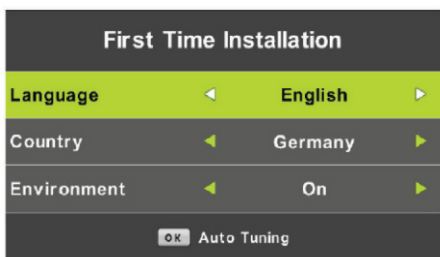 First Time Installation
Language English
Country Germany
Environment On
OK Auto Tuning